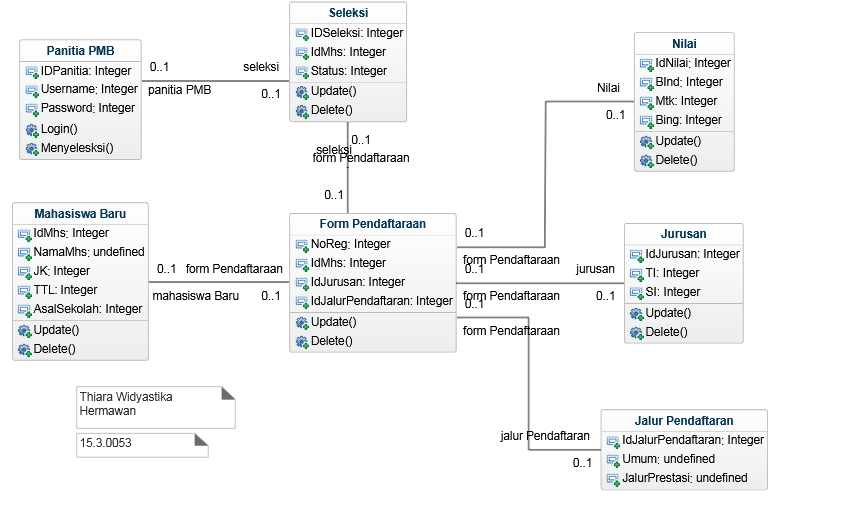 Seleksi
IDSeleksi: Integer
IdMhs: Integer
Status: Integer
Update()
Delete()
Panitia PMB
IDPanitia: Integer
Username: Integer
Password: Integer
Login()
Menyelesksi()
0..1
seleksi
panitia PMB
0..1
Nilai
IdNilai: Integer
BInd: Integer
Mtk: Integer
Bing: Integer
Update()
Delete()
Nilai
0..1
0..1
seleksi
form Pendaftaraan
0..1
Mahasiswa Baru
IdMhs: Integer
NamaMhs: undefined
JK: Integer
TTL: Integer
AsalSekolah: Integer
Update()
Delete()
0..1
form Pendaftaraan
mahasiswa Baru
0..1
Form Pendaftaraan
NoReg: Integer
IdMhs: Integer
IdJurusan: Integer
IdJalurPendaftaran: Integer
Update()
Delete()
0..1
form Pendaftaraan
0..1
jurusan
form Pendaftaraan
0..1
0..1
form Pendaftaraan
Jurusan
IdJurusan: Integer
TI: Integer
SI: Integer
Update()
Delete()
Thiara Widyastika
Hermawan
15.3.0053
jalur Pendaftaran
0..1
Jalur Pendaftaran
IdJalurPendaftaran: Integer
Umum: undefined
JalurPrestasi: undefined